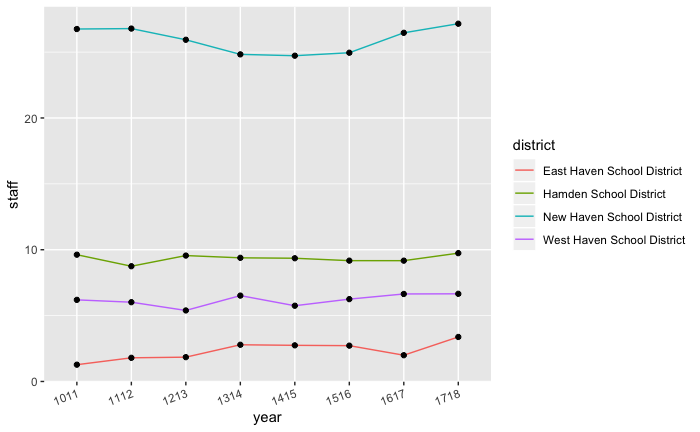 20
10
0
staff
1011 1112 1213 1314 1415 1516 1617 1718
year
district
East Haven School District
Hamden School District
New Haven School District
West Haven School District